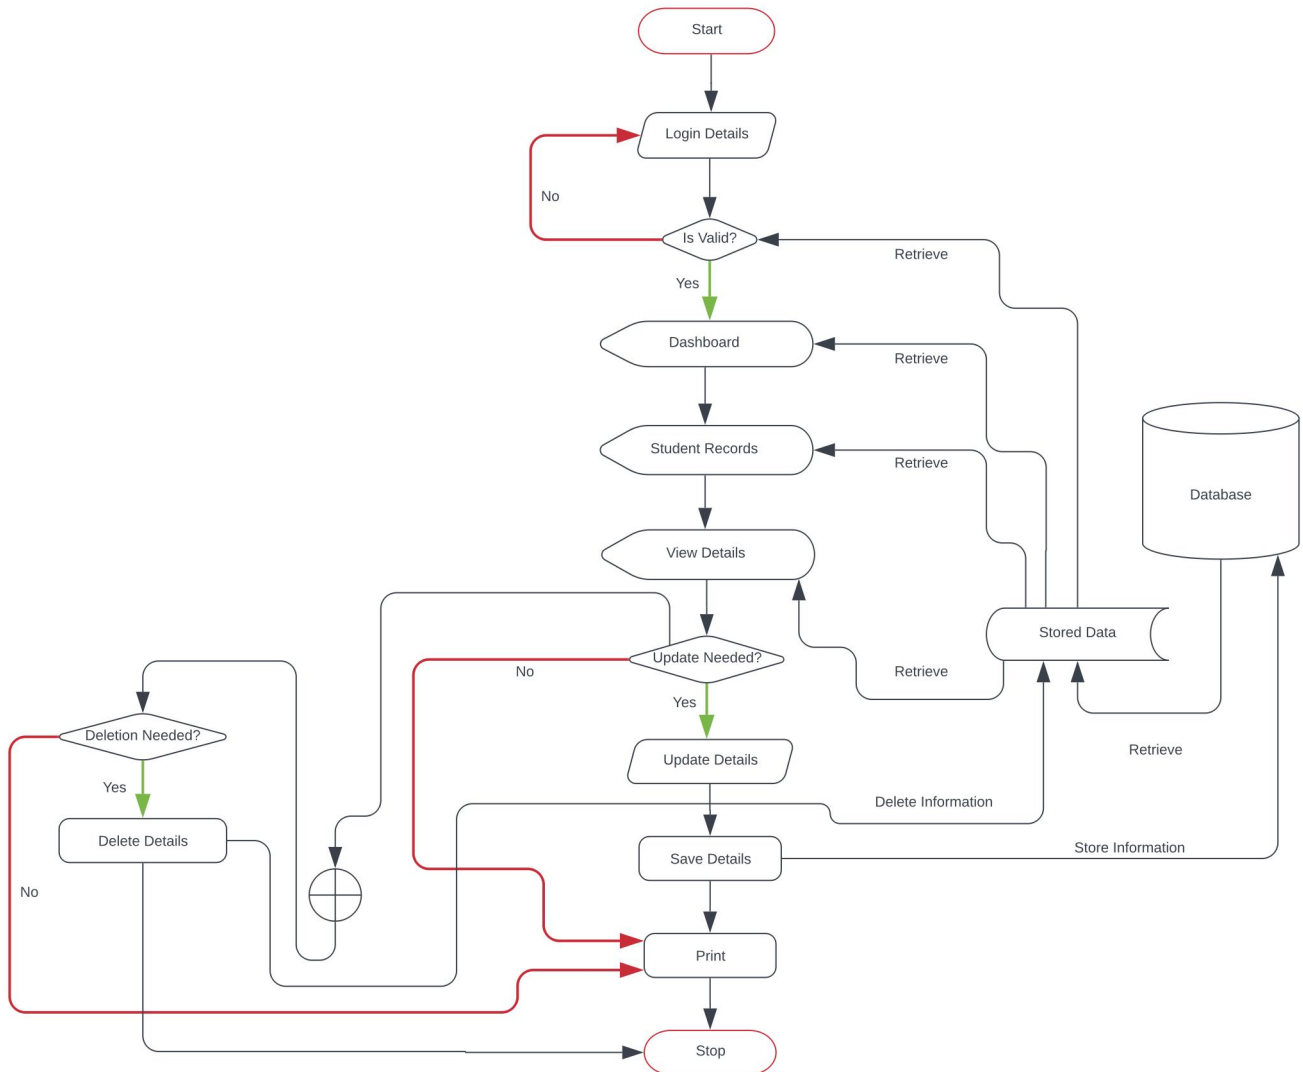 Start
Login Details
No
Is Valid?
Retrieve
Yes
Dashboard
Retrieve
Student Records
Retrieve
Database
View Details
Stored Data
Update Needed?
No
Retrieve
Yes
Deletion Needed?
Retrieve
Update Details
Yes
Delete Information
Delete Details
Store Information
Save Details
No
Print
Stop